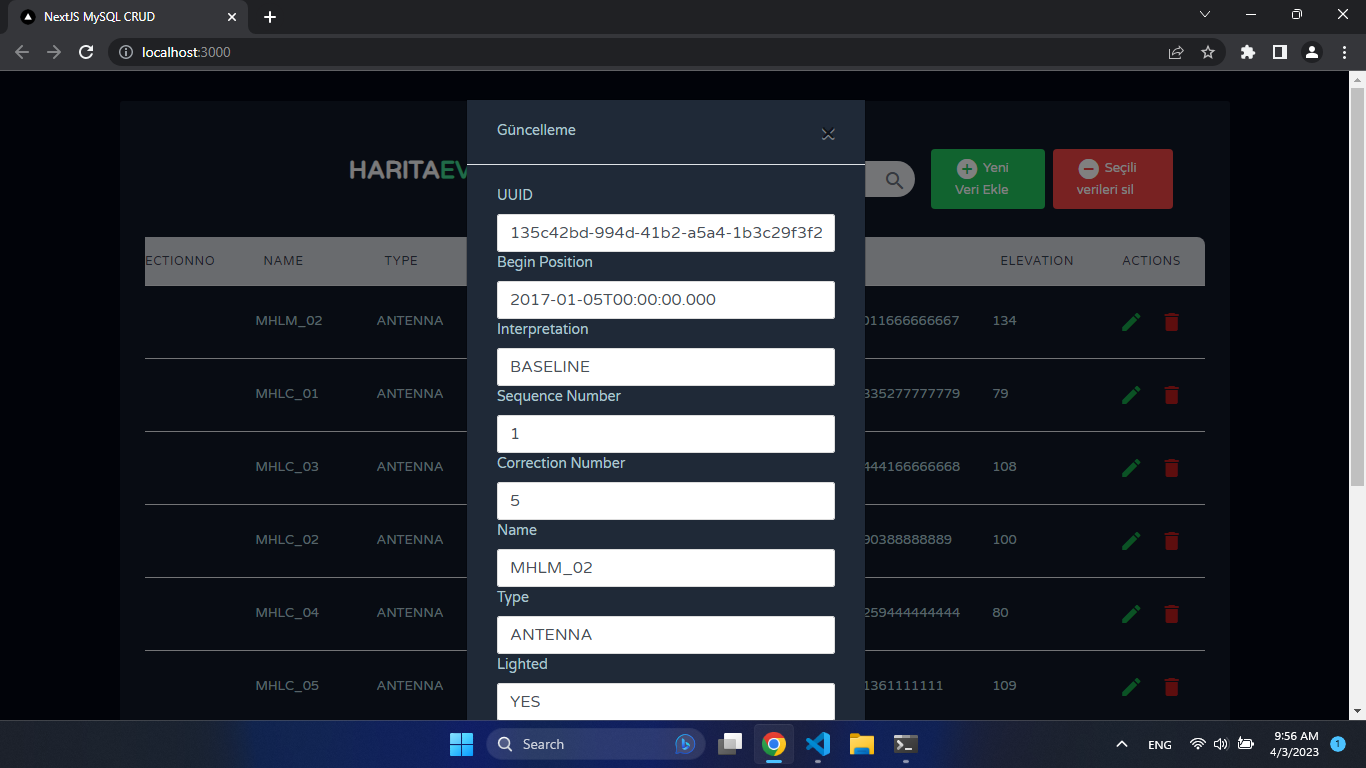 NextJS MySQL CRUD
localhost:3000
HARITAEV
Güncelleme
Yeni Veri Ekle
Seçili verileri sil
UUID
135c42bd-994d-41b2-a5a4-1b3c29f3f2
Begin Position
2017-01-05T00:00:00.000
Interpretation
BASELINE
Sequence Number
1
Correction Number
5
Name
MHLM_02
Type
ANTENNA
Lighted
YES
ECTIONNO NAME TYPE ELEVATION ACTIONS
MHLM_02 ANTENNA 011666666667 134
MHLC_01 ANTENNA 335277777779 79
MHLC_03 ANTENNA 444166666668 108
MHLC_02 ANTENNA 90388888889 100
MHLC_04 ANTENNA 259444444444 80
MHLC_05 ANTENNA 1361111111 109
Search
ENG
9:56 AM
4/3/2023
1